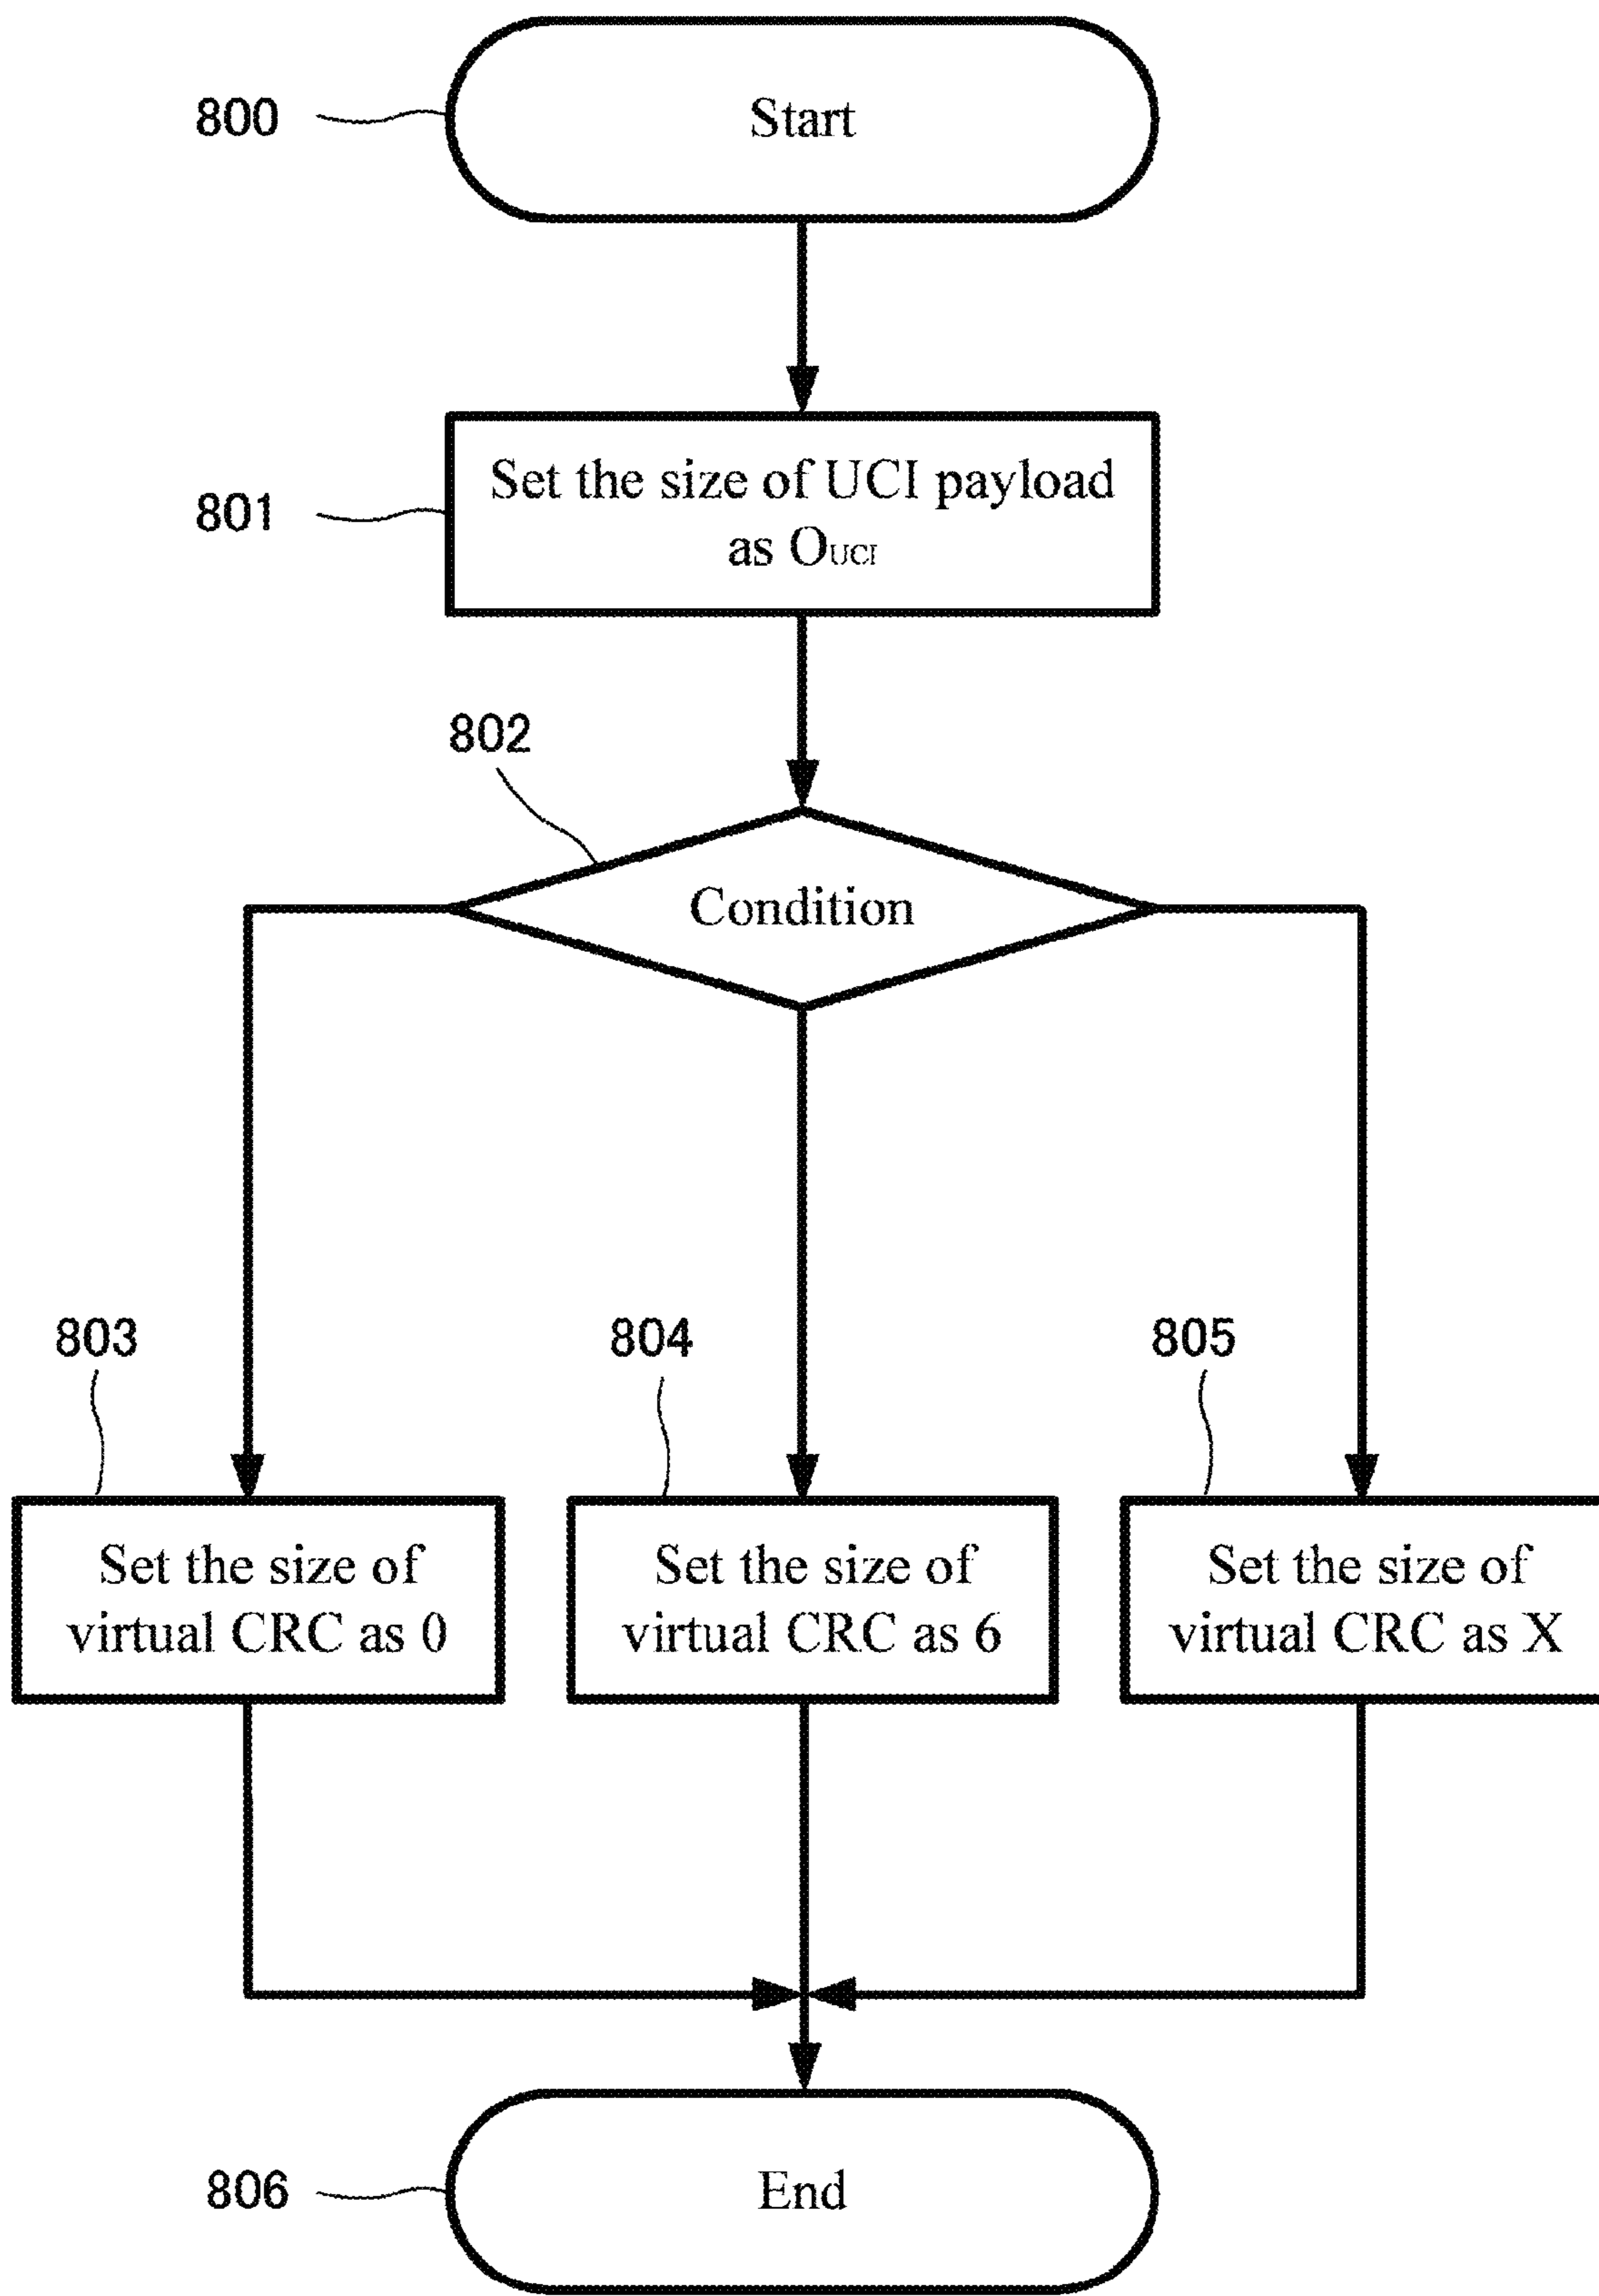 800
Start
801
Set the size of UCI payload
as OUCI
802
Condition
803
804
805
Set the size of
virtual CRC as 0
Set the size of
virtual CRC as 6
Set the size of
virtual CRC as X
806
End